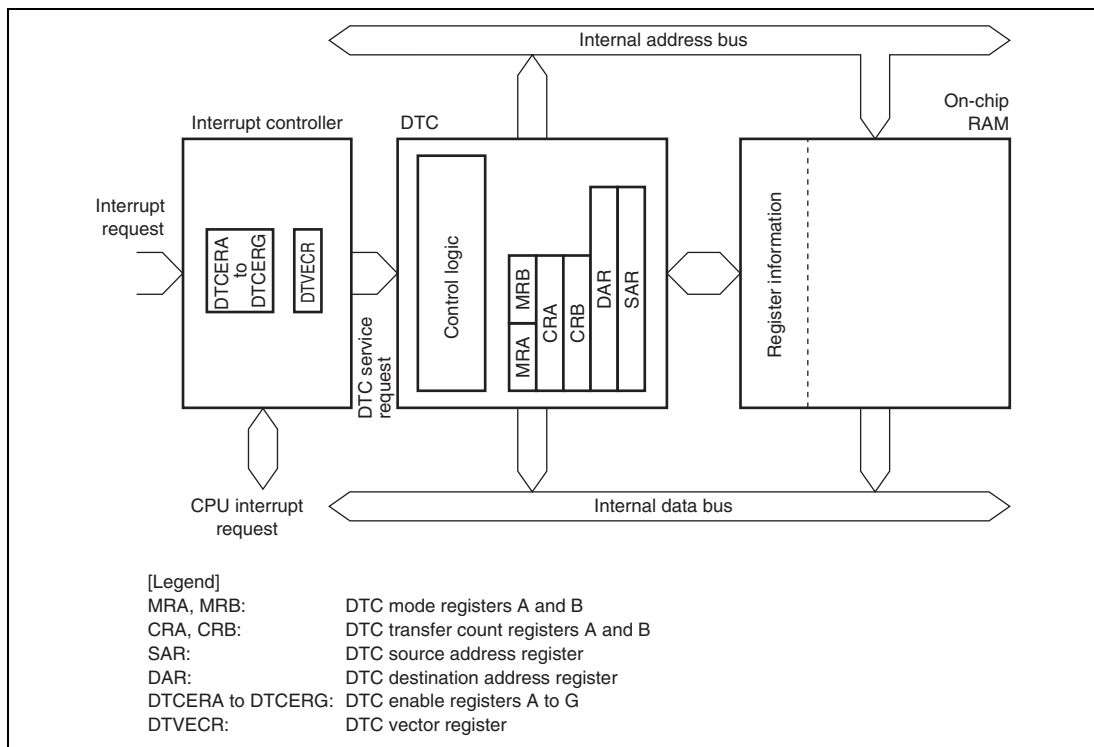 Internal address bus
On-chip
RAM
Interrupt controller
DTC
Interrupt
request
DTCERA
to
DTCERG
DTVECR
DTC service
request
Control logic
MRA
MRB
CRA
CRB
DAR
SAR
Register information
CPU interrupt
request
Internal data bus
[Legend]
MRA, MRB: DTC mode registers A and B
CRA, CRB: DTC transfer count registers A and B
SAR: DTC source address register
DAR: DTC destination address register
DTCERA to DTCERG: DTC enable registers A to G
DTVECR: DTC vector register